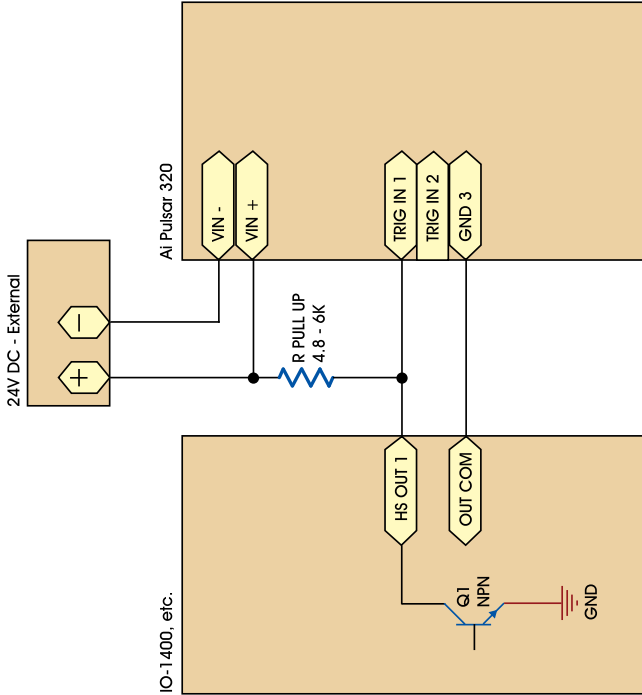 24V DC - External
+
−
Ai Pulsar 320
VIN -
VIN +
TRIG IN 1
TRIG IN 2
GND 3
R PULL UP
4.8 - 6K
IO-1400, etc.
HS OUT 1
OUT COM
Q1
NPN
GND